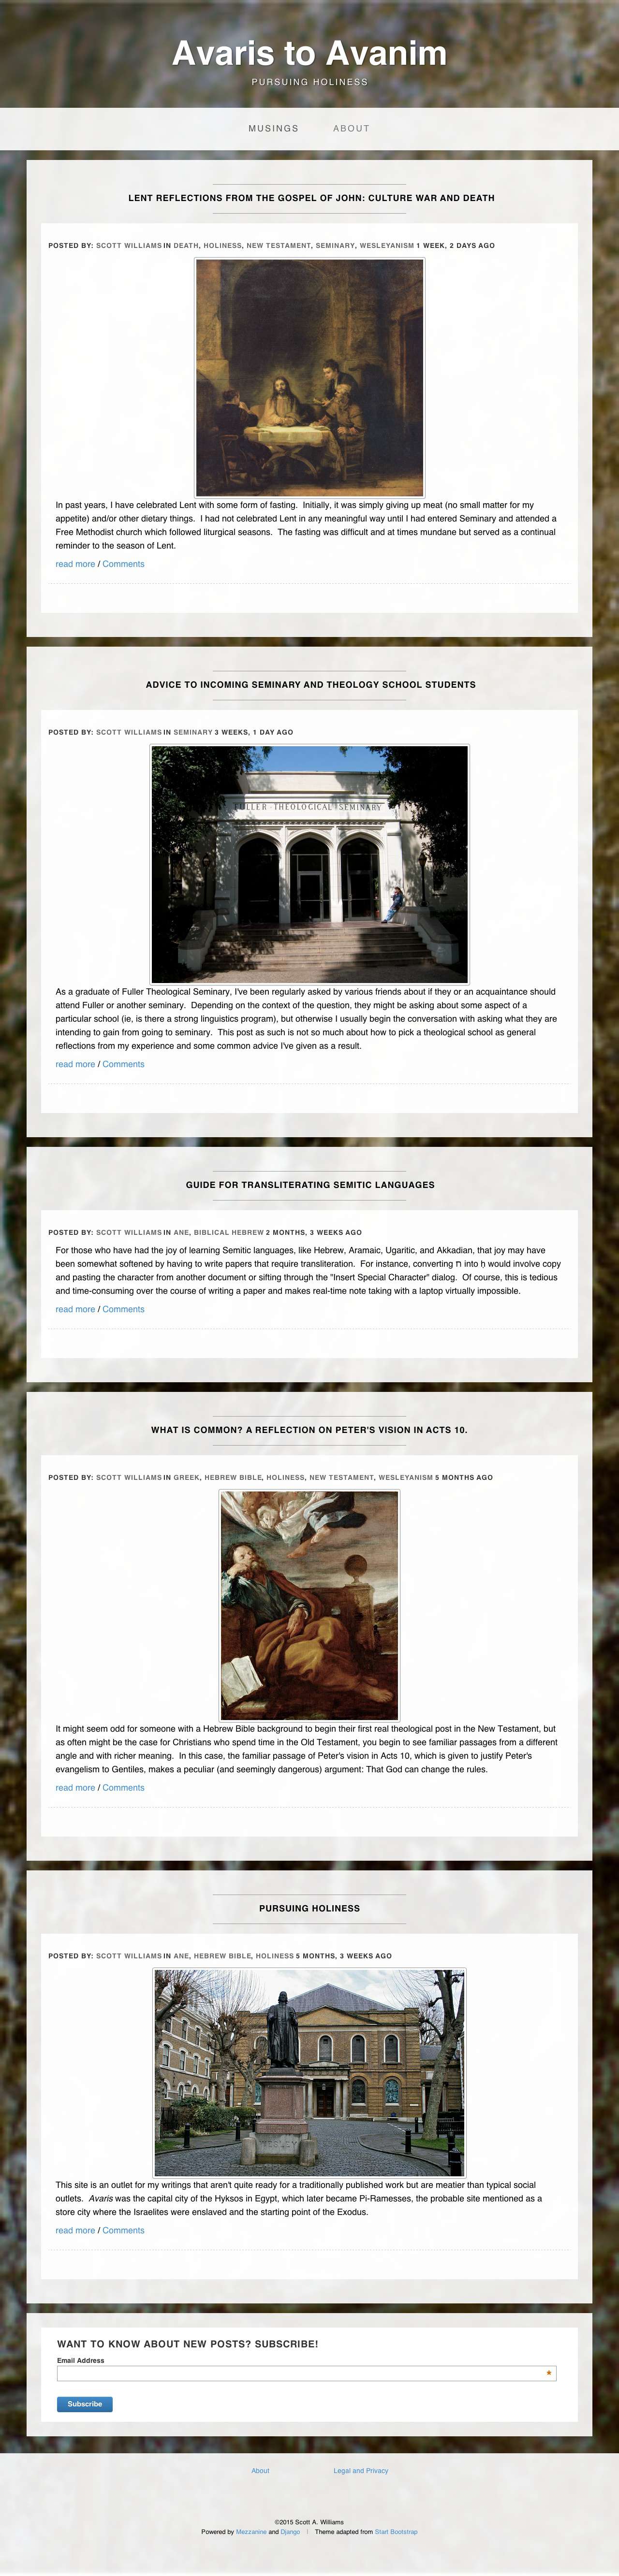 Avaris to Avanim
PURSUING HOLINESS
MUSINGS ABOUT
LENT REFLECTIONS FROM THE GOSPEL OF JOHN: CULTURE WAR AND DEATH
POSTED BY: SCOTT WILLIAMS IN DEATH, HOLINESS, NEW TESTAMENT, SEMINARY, WESLEYANISM 1 WEEK, 2 DAYS AGO
In past years, I have celebrated Lent with some form of fasting. Initially, it was simply giving up meat (no small matter for my
appetite) and/or other dietary things. I had not celebrated Lent in any meaningful way until I had entered Seminary and attended a
Free Methodist church which followed liturgical seasons. The fasting was difficult and at times mundane but served as a continual
reminder to the season of Lent.
read more / Comments
ADVICE TO INCOMING SEMINARY AND THEOLOGY SCHOOL STUDENTS
POSTED BY: SCOTT WILLIAMS IN SEMINARY 3 WEEKS, 1 DAY AGO
FULLER · THEOLOGICAL · SEMINARY
As a graduate of Fuller Theological Seminary, I've been regularly asked by various friends about if they or an acquaintance should
attend Fuller or another seminary. Depending on the context of the question, they might be asking about some aspect of a
particular school (ie, is there a strong linguistics program), but otherwise I usually begin the conversation with asking what they are
intending to gain from going to seminary. This post as such is not so much about how to pick a theological school as general
reflections from my experience and some common advice I've given as a result.
read more / Comments
GUIDE FOR TRANSLITERATING SEMITIC LANGUAGES
POSTED BY: SCOTT WILLIAMS IN ANE, BIBLICAL HEBREW 2 MONTHS, 3 WEEKS AGO
For those who have had the joy of learning Semitic languages, like Hebrew, Aramaic, Ugaritic, and Akkadian, that joy may have
been somewhat softened by having to write papers that require transliteration. For instance, converting ח into ḥ would involve copy
and pasting the character from another document or sifting through the "Insert Special Character" dialog. Of course, this is tedious
and time-consuming over the course of writing a paper and makes real-time note taking with a laptop virtually impossible.
read more / Comments
WHAT IS COMMON? A REFLECTION ON PETER'S VISION IN ACTS 10.
POSTED BY: SCOTT WILLIAMS IN GREEK, HEBREW BIBLE, HOLINESS, NEW TESTAMENT, WESLEYANISM 5 MONTHS AGO
It might seem odd for someone with a Hebrew Bible background to begin their first real theological post in the New Testament, but
as often might be the case for Christians who spend time in the Old Testament, you begin to see familiar passages from a different
angle and with richer meaning. In this case, the familiar passage of Peter's vision in Acts 10, which is given to justify Peter's
evangelism to Gentiles, makes a peculiar (and seemingly dangerous) argument: That God can change the rules.
read more / Comments
PURSUING HOLINESS
POSTED BY: SCOTT WILLIAMS IN ANE, HEBREW BIBLE, HOLINESS 5 MONTHS, 3 WEEKS AGO
This site is an outlet for my writings that aren't quite ready for a traditionally published work but are meatier than typical social
outlets. Avaris was the capital city of the Hyksos in Egypt, which later became Pi-Ramesses, the probable site mentioned as a
store city where the Israelites were enslaved and the starting point of the Exodus.
read more / Comments
WANT TO KNOW ABOUT NEW POSTS? SUBSCRIBE!
Email Address
*
Subscribe
About Legal and Privacy
©2015 Scott A. Williams
Powered by Mezzanine and Django | Theme adapted from Start Bootstrap